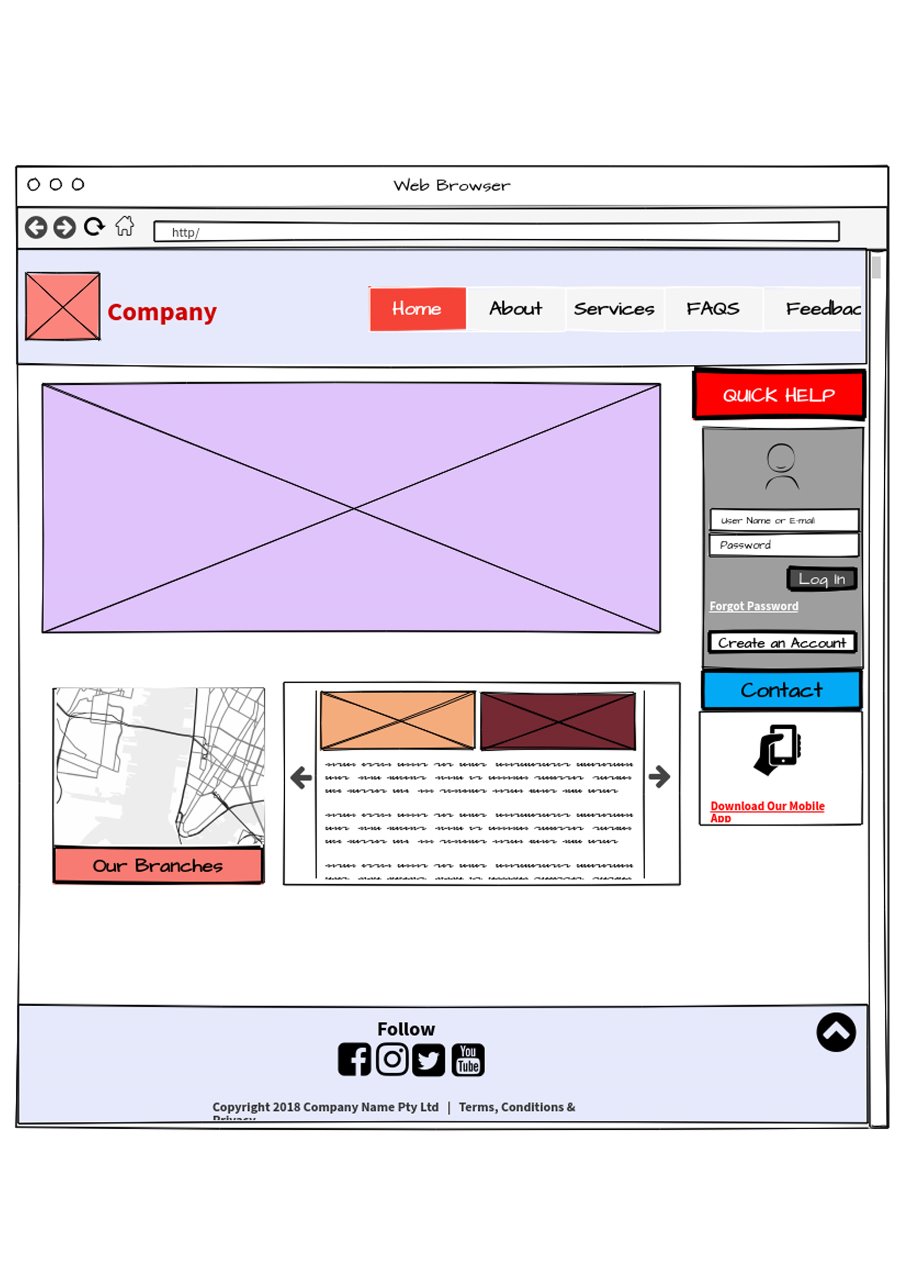 Web Browser
http/
Company
Home About Services FAQS Feedbac
QUICK HELP
User Name or E-mail
Password
Log In
Forgot Password
Create an Account
Contact
Download Our Mobile
App
Our Branches
Follow
You
Tube
Copyright 2018 Company Name Pty Ltd | Terms, Conditions &
Privacy